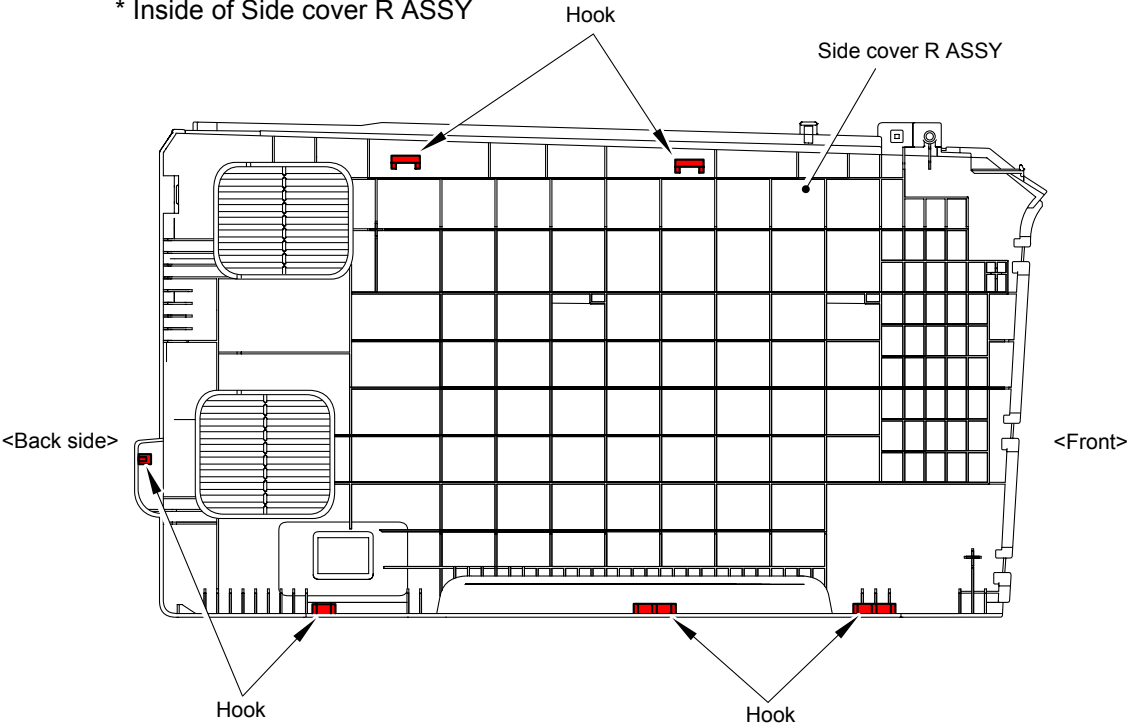 * Inside of Side cover R ASSY
Hook
Side cover R ASSY
<Back side>
<Front>
Hook
Hook